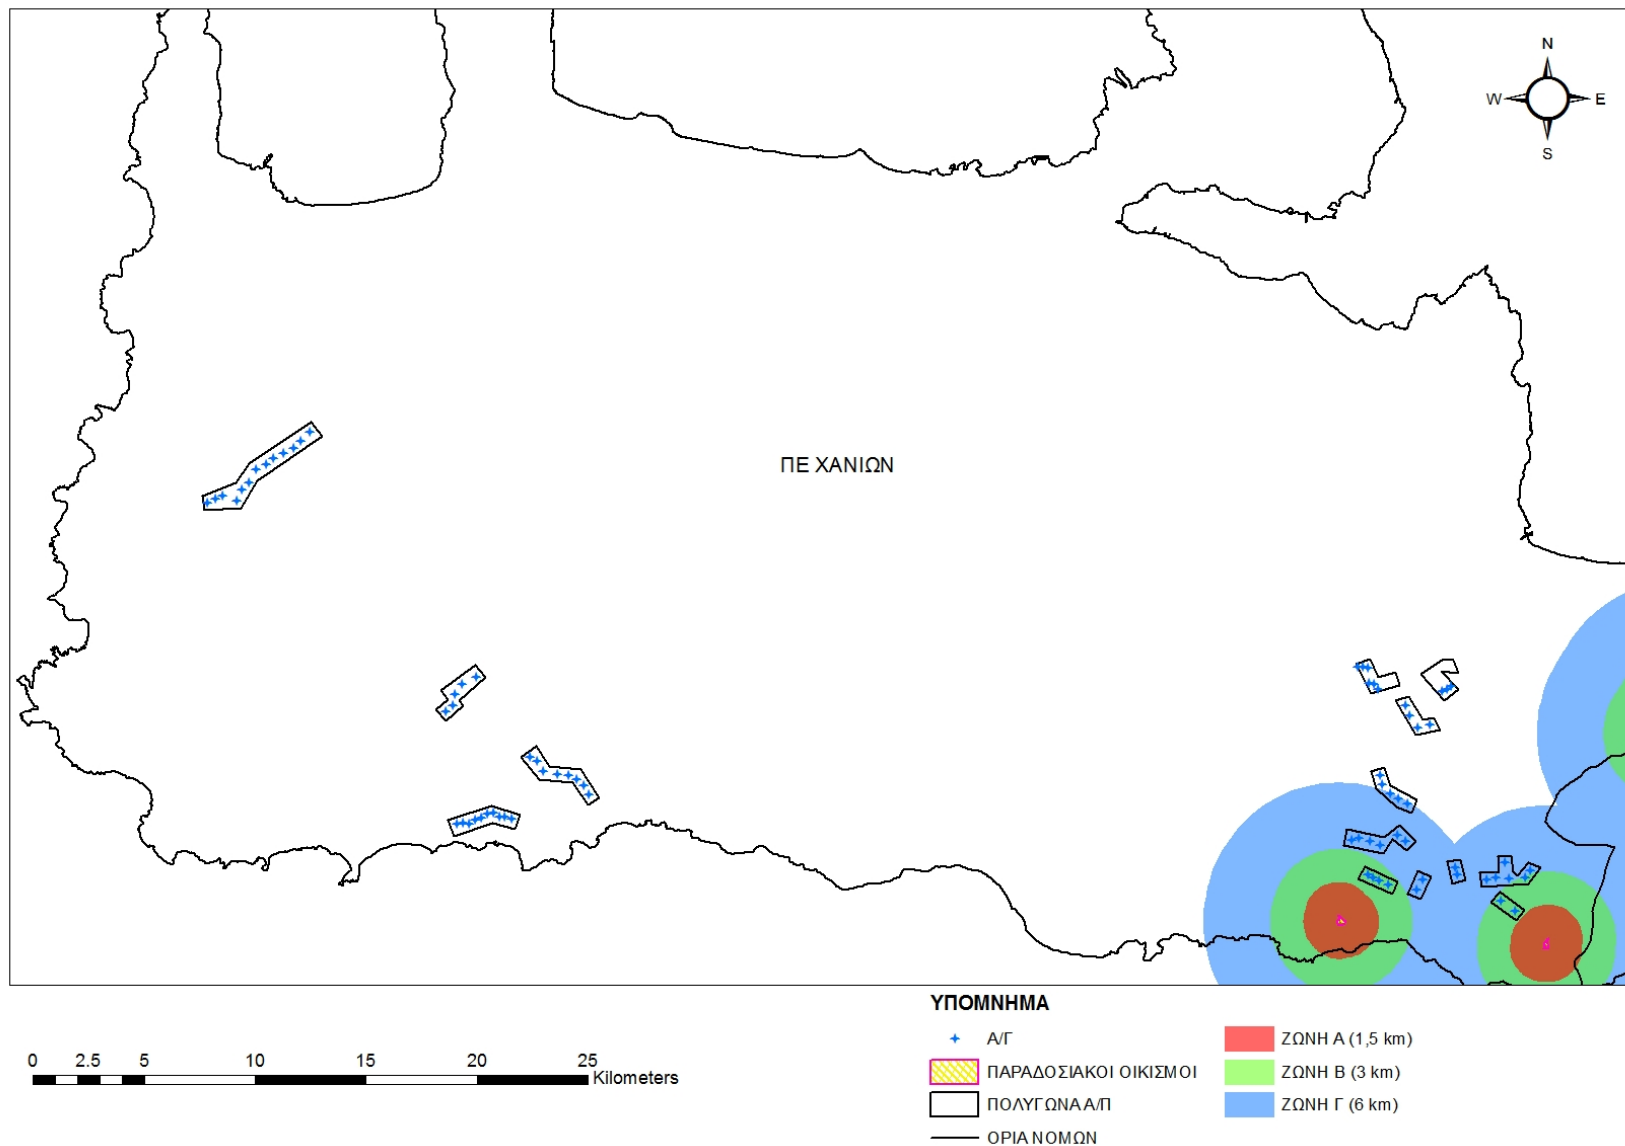 N
W E
S
ΠΕ ΧΑΝΙΩΝ
ΥΠΟΜΝΗΜΑ
Α/Γ
ΠΑΡΑΔΟΣΙΑΚΟΙ ΟΙΚΙΣΜΟΙ
ΠΟΛΥΓΩΝΑ Α/Π
ΟΡΙΑ ΝΟΜΩΝ
ΖΩΝΗ Α (1,5 km)
ΖΩΝΗ Β (3 km)
ΖΩΝΗ Γ (6 km)
0 2.5 5 10 15 20 25
Kilometers